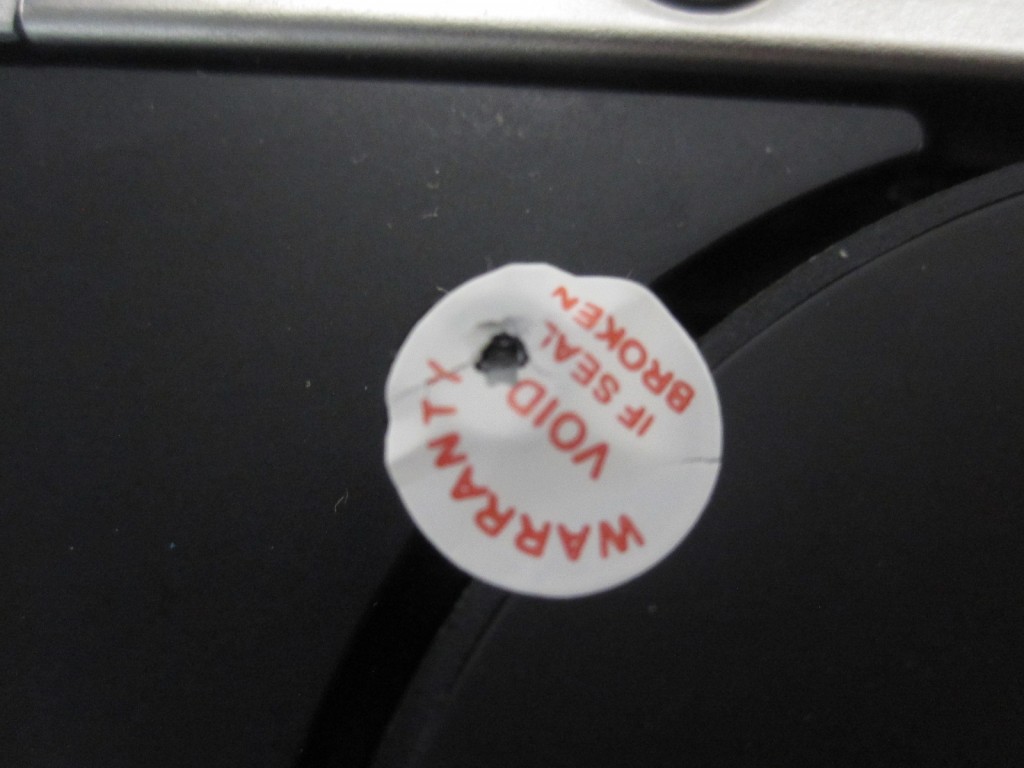 WARRANTY
VOID
IF SEAL
BROKEN